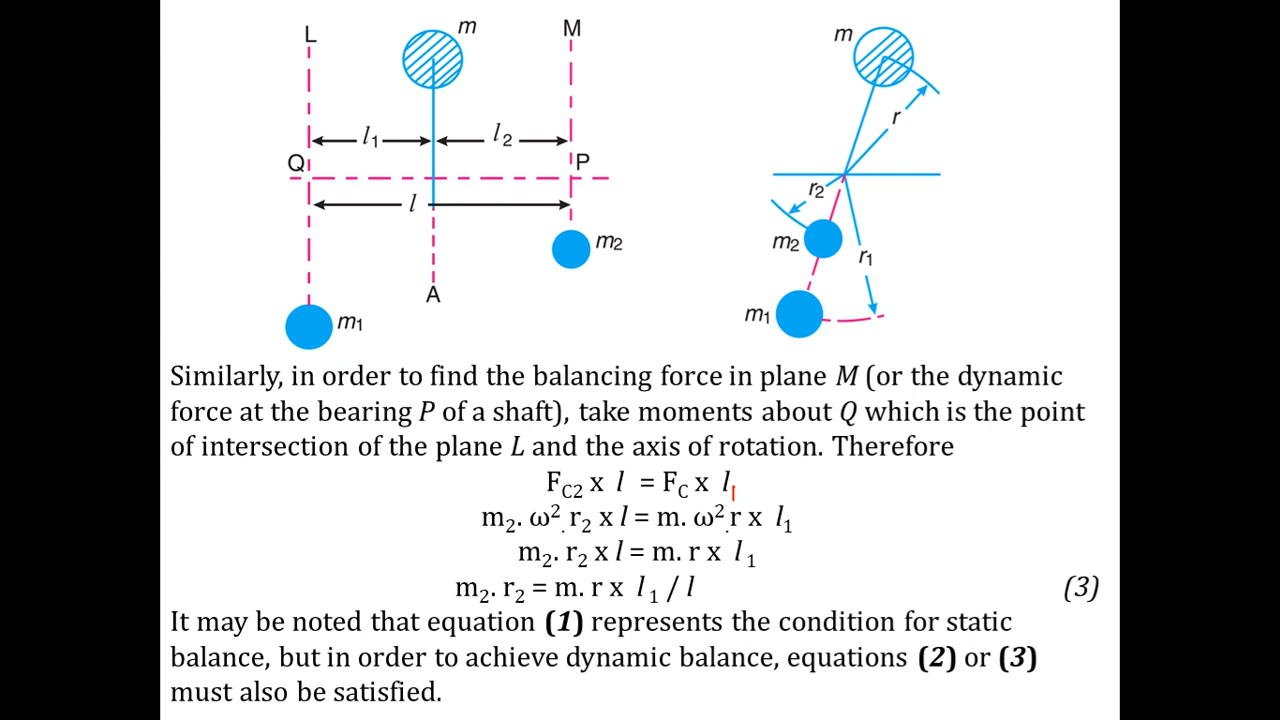 L
m
M
m
l1
l2
r
Q
P
r2
l
m2
m2
r1
A
m1
m1
Similarly, in order to find the balancing force in plane M (or the dynamic
force at the bearing P of a shaft), take moments about Q which is the point
of intersection of the plane L and the axis of rotation. Therefore
FC2 x l = FC x l1
m2. ω². r2 x l = m. ω². r x l1
m2. r2 x l = m. r x l1
m2. r2 = m. r x l1 / l (3)
It may be noted that equation (1) represents the condition for static
balance, but in order to achieve dynamic balance, equations (2) or (3)
must also be satisfied.